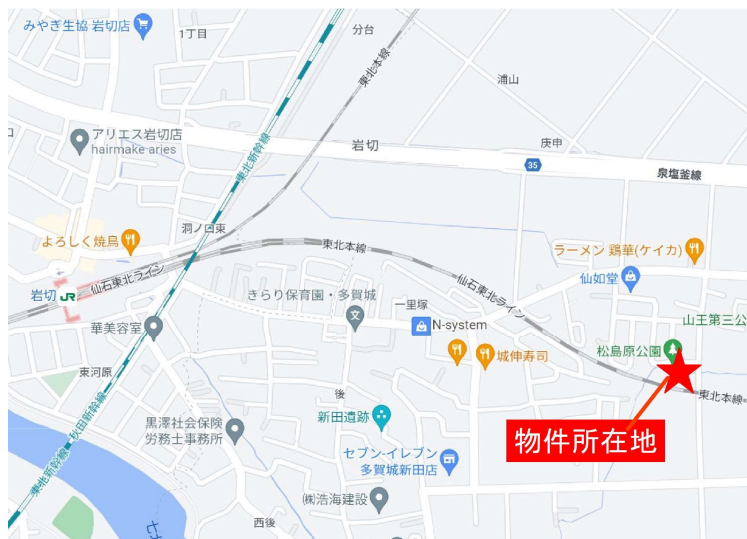 みやぎ生協 岩切店
1丁目
分台
東北本線
浦山
アリエス岩切店
hairmake aries
東北新幹線
岩切
庚申
35
泉塩釜線
洞ノ口東
よろしく焼鳥
東北本線
ラーメン 鶏華(ケイカ)
仙石東北ライン
仙石東北ライン
仙如堂
岩切
JR
きらり保育園・多賀城
一里塚
華美容室
文
N-system
山王第三公
城伸寿司
松島原公園
東河原
後
東北本線
秋田新幹線
新田遺跡
黒澤社会保険
労務士事務所
物件所在地
セブン-イレブン
多賀城新田店
東北新幹線
㈱浩海建設
西後
七